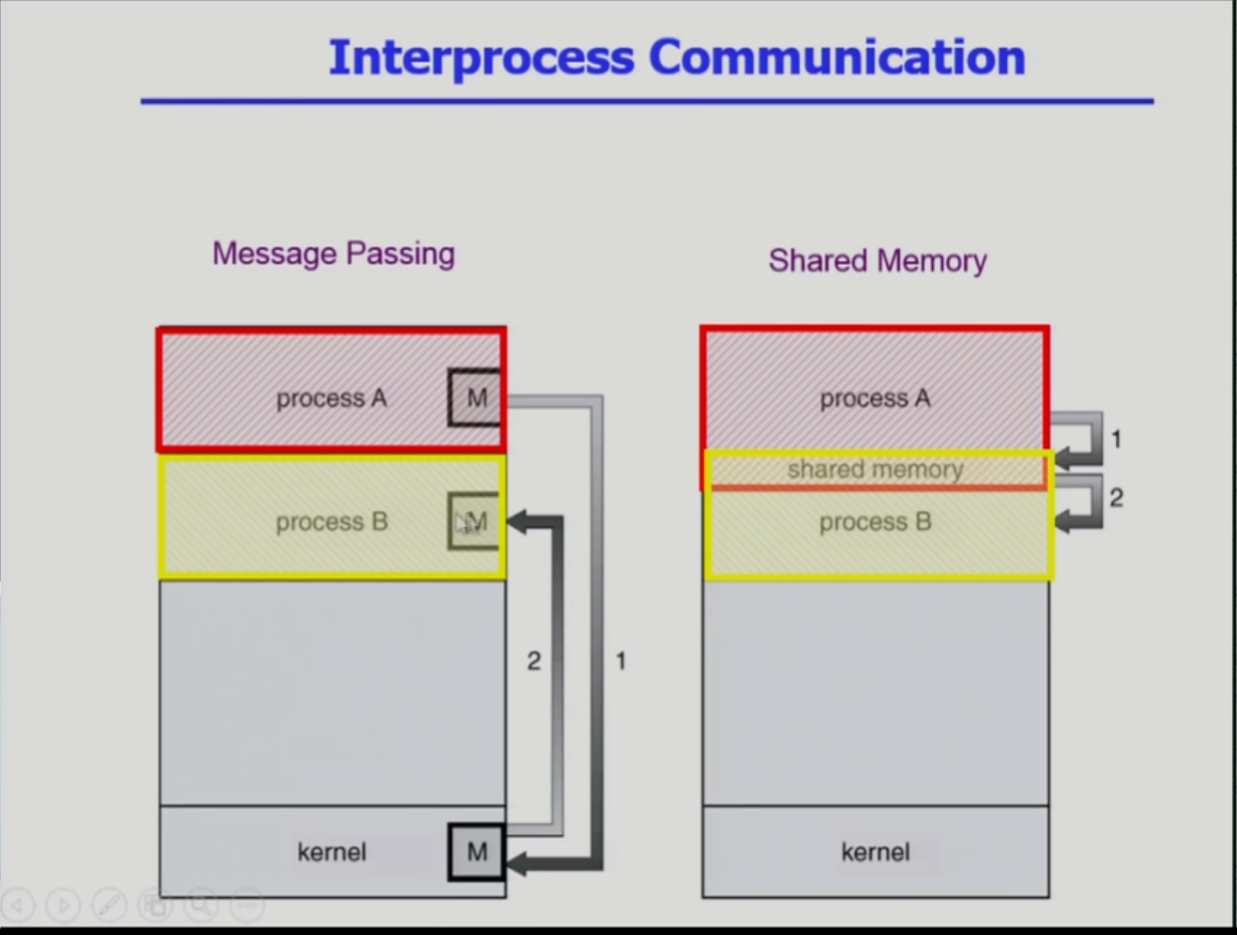 Interprocess Communication
Message Passing
Shared Memory
process A
M
process B
M
2
1
kernel
M
process A
1
shared memory
2
process B
kernel